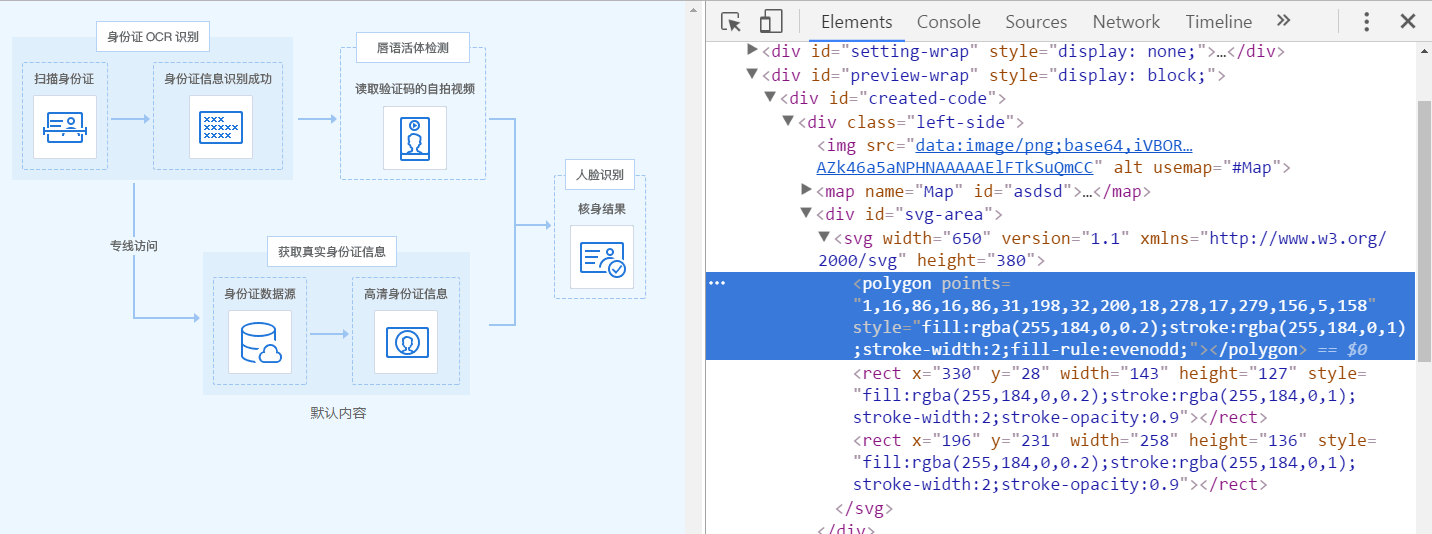 身份证 OCR 识别
扫描身份证
身份证信息识别成功
唇语活体检测
读取验证码的自拍视频
人脸识别
核身结果
专线访问
获取真实身份证信息
身份证数据源
高清身份证信息
默认内容
Elements Console Sources Network Timeline »
▶<div id="setting-wrap" style="display: none;">…</div>
▼<div id="preview-wrap" style="display: block;">
▼<div id="created-code">
▼<div class="left-side">
<img src="data:image/png;base64,iVBOR…
AZk46a5aNPHNAAAAAElFTkSuQmCC" alt usemap="#Map">
▶<map name="Map" id="asdsd">…</map>
▼<div id="svg-area">
▼<svg width="650" version="1.1" xmlns="http://www.w3.org/
2000/svg" height="380">
<polygon points=
"1,16,86,16,86,31,198,32,200,18,278,17,279,156,5,158"
style="fill:rgba(255,184,0,0.2);stroke:rgba(255,184,0,1)
;stroke-width:2;fill-rule:evenodd;"></polygon> == $0
<rect x="330" y="28" width="143" height="127" style=
"fill:rgba(255,184,0,0.2);stroke:rgba(255,184,0,1);
stroke-width:2;stroke-opacity:0.9"></rect>
<rect x="196" y="231" width="258" height="136" style=
"fill:rgba(255,184,0,0.2);stroke:rgba(255,184,0,1);
stroke-width:2;stroke-opacity:0.9"></rect>
</svg>
</div>